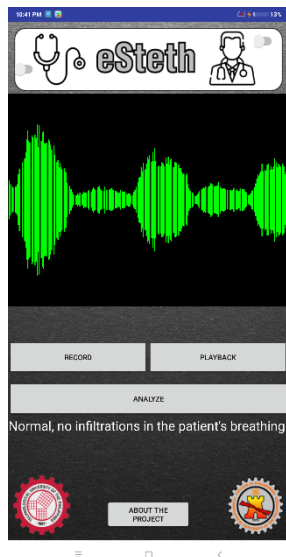 10:41 PM
13%
eSteth
RECORD
PLAYBACK
ANALYZE
Normal, no infiltrations in the patient's breathing
ABOUT THE
PROJECT